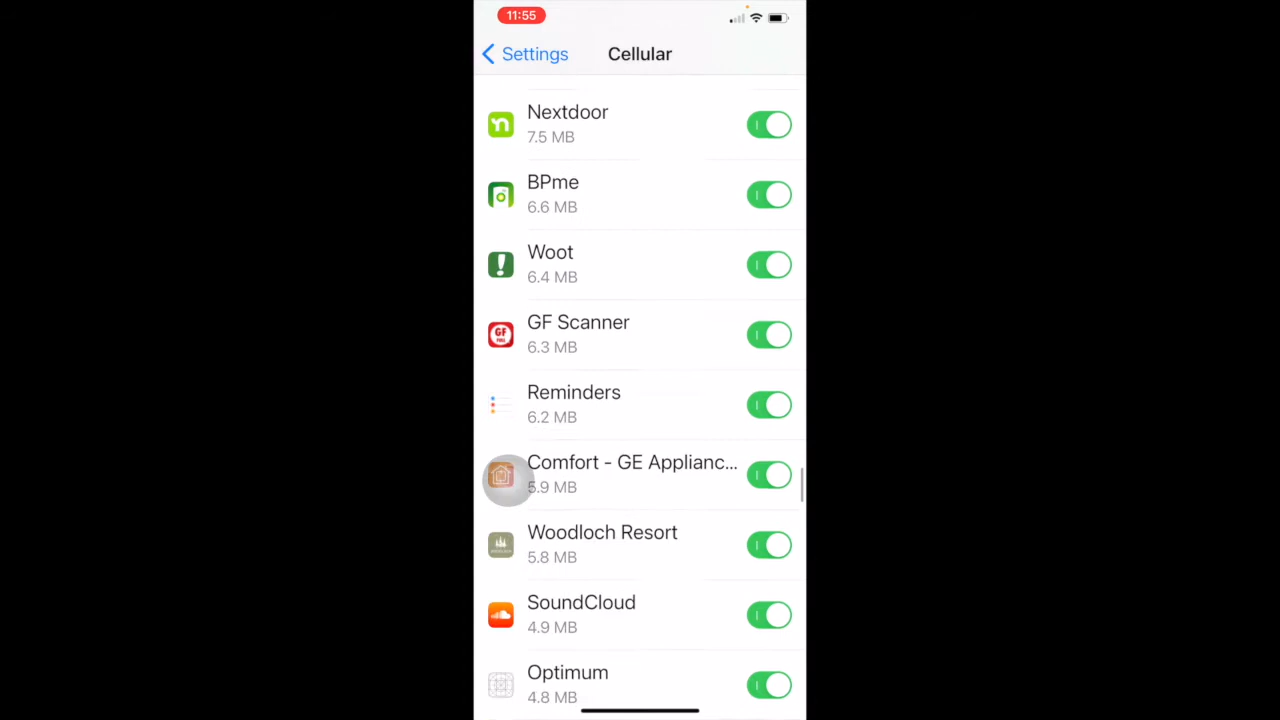 11:55
Settings
Cellular
Nextdoor
7.5 MB
BPme
6.6 MB
Woot
6.4 MB
GF Scanner
6.3 MB
GF
FULL
Reminders
6.2 MB
Comfort - GE Applianc...
5.9 MB
Woodloch Resort
5.8 MB
SoundCloud
4.9 MB
Optimum
4.8 MB